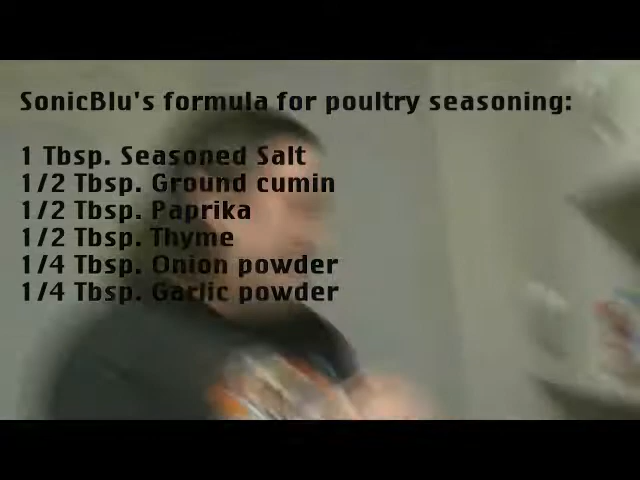 SonicBlu's formula for poultry seasoning:
1 Tbsp. Seasoned Salt
1/2 Tbsp. Ground cumin
1/2 Tbsp. Paprika
1/2 Tbsp. Thyme
1/4 Tbsp. Onion powder
1/4 Tbsp. Garlic powder